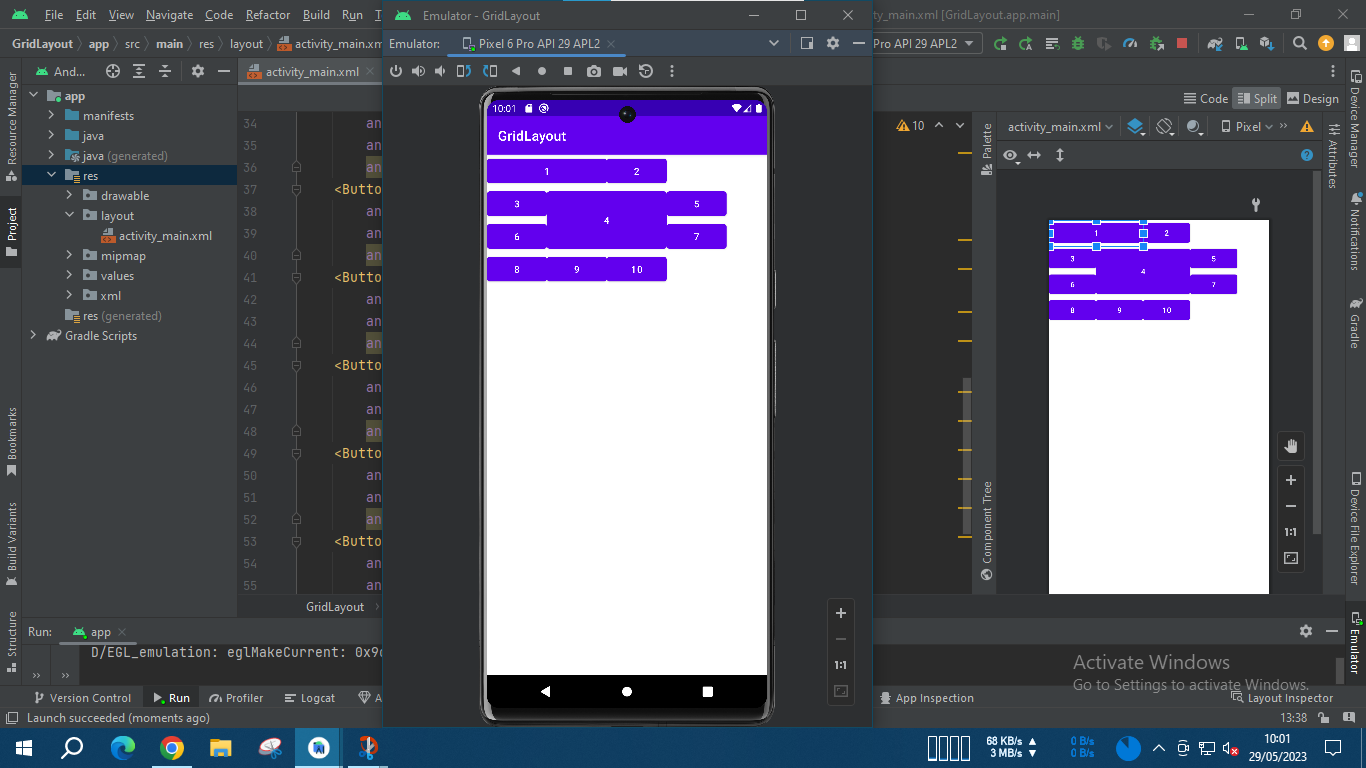 File Edit View Navigate Code Refactor Build Run T
Emulator - GridLayout
activity_main.xml [GridLayout.app.main]
GridLayout app src main res layout activity_main.xm
Emulator: Pixel 6 Pro API 29 APL2
Pro API 29 APL2
And...
activity_main.xml
Resource Manager
Project
Bookmarks
Build Variants
Structure
app
manifests
java
java (generated)
res
drawable
layout
activity_main.xml
mipmap
values
xml
res (generated)
Gradle Scripts
34 an
35 an
36 an
37 <Butto
38 an
39 an
40 an
41 <Butto
42 an
43 an
44 an
45 <Butto
46 an
47 an
48 an
49 <Butto
50 an
51 an
52 an
53 <Butto
54 an
55 an
GridLayout
10:01
GridLayout
1 2
3 4 5
6 7
8 9 10
1:1
Code Split Design
10
Palette
activity_main.xml Pixel
Attributes
Component Tree
1 2
3 4 5
6 7
8 9 10
1:1
Device Manager
Notifications
Gradle
Device File Explorer
Emulator
Run: app
D/EGL_emulation: eglMakeCurrent: 0x9
Activate Windows
Go to Settings to activate Windows.
Version Control Run Profiler Logcat A
App Inspection Layout Inspector
Launch succeeded (moments ago)
13:38
68 KB/s 0 B/s
3 MB/s 0 B/s
10:01
29/05/2023